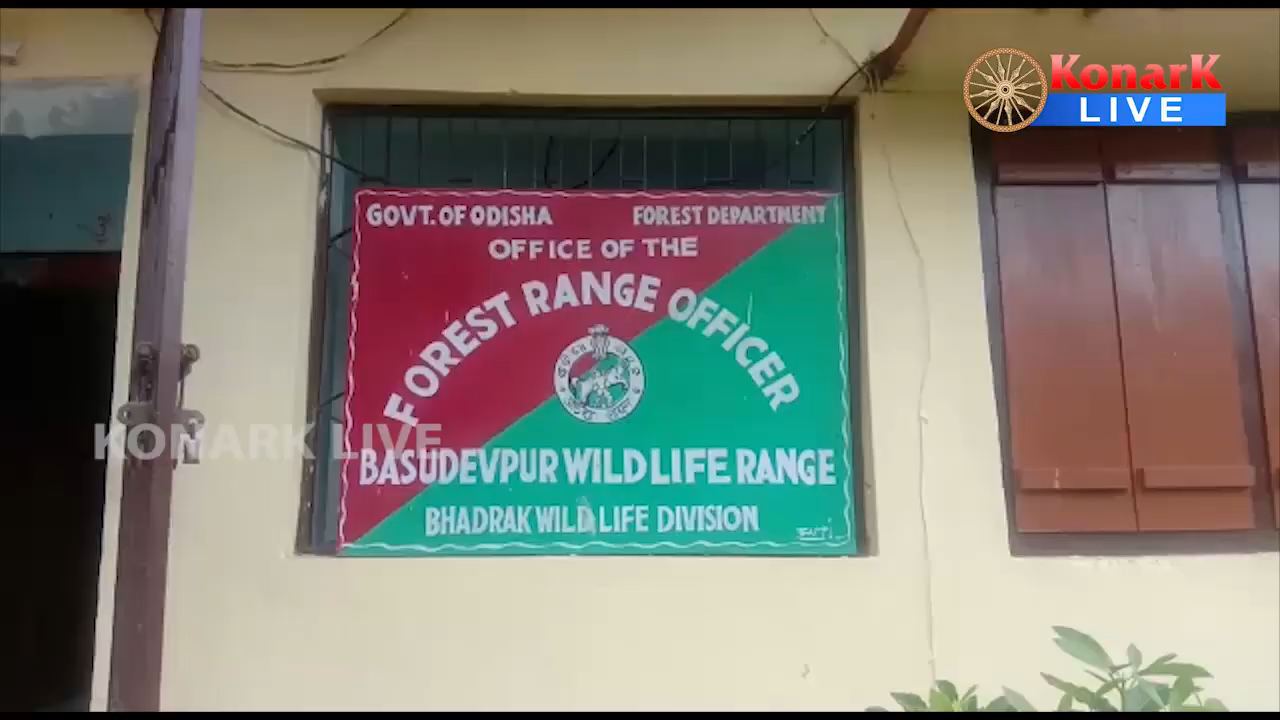 KonarK
LIVE
GOVT. OF ODISHA FOREST DEPARTMENT
OFFICE OF THE
FOREST RANGE OFFICER
BASUDEVPUR WILD LIFE RANGE
BHADRAK WILD LIFE DIVISION
KONARK LIVE